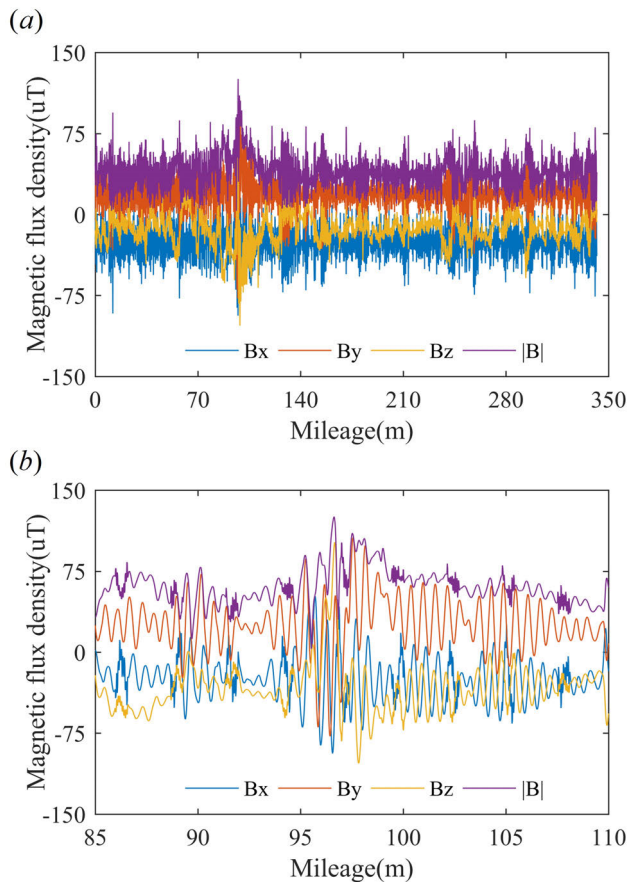 (a)
150
75
0
-75
-150
Magnetic flux density(uT)
Bx By Bz |B|
0 70 140 210 280 350
Mileage(m)
(b)
150
75
0
-75
-150
Magnetic flux density(uT)
Bx By Bz |B|
85 90 95 100 105 110
Mileage(m)